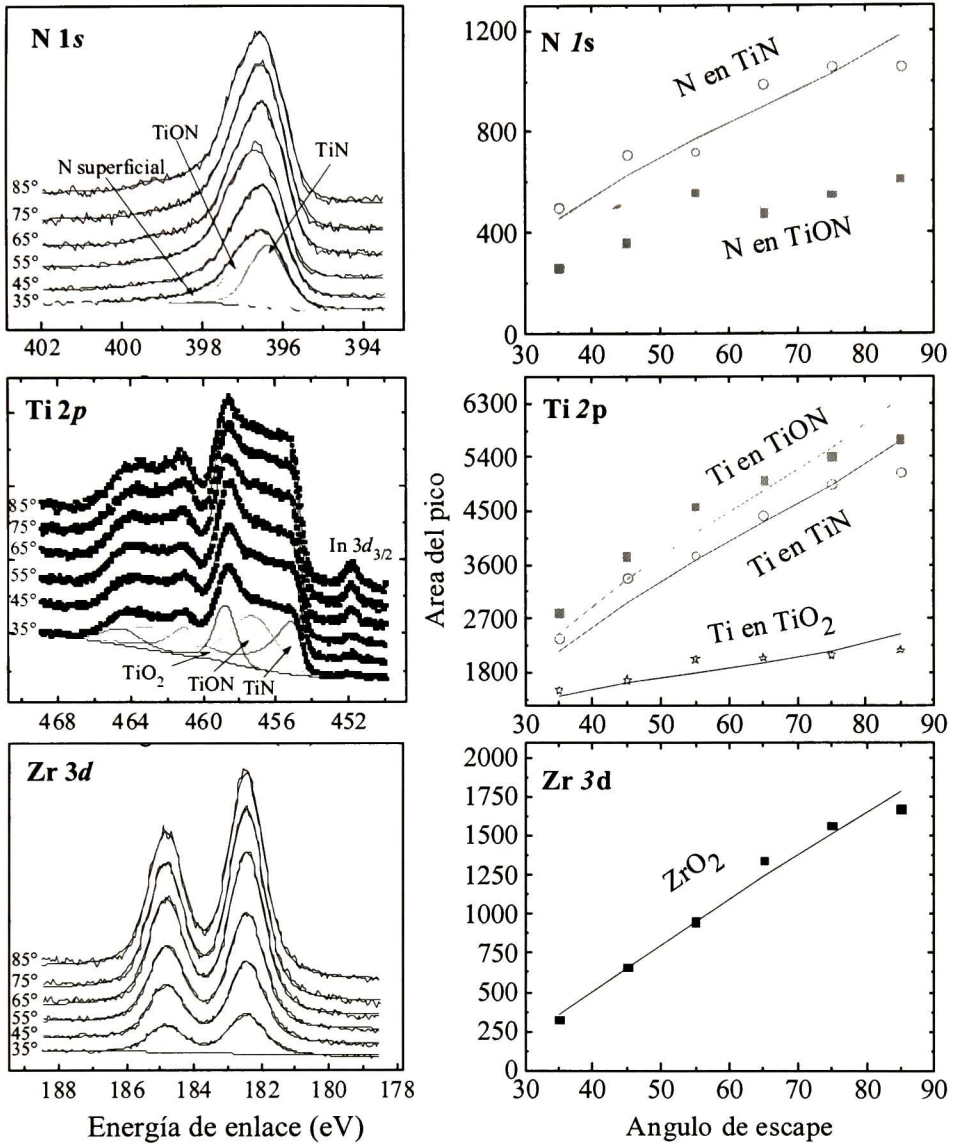 N 1s
TiON
TiN
N superficial
85°
75°
65°
55°
45°
35°
402 400 398 396 394
N 1s
1200
800
400
0
N en TiN
N en TiON
30 40 50 60 70 80 90
Ti 2p
85°
75°
65°
55°
45°
35°
In 3d3/2
TiO2
TiON
TiN
468 464 460 456 452
Area del pico
Ti 2p
6300
5400
4500
3600
2700
1800
Ti en TiON
Ti en TiN
Ti en TiO2
30 40 50 60 70 80 90
Zr 3d
85°
75°
65°
55°
45°
35°
188 186 184 182 180 178
Energía de enlace (eV)
Zr 3d
2000
1750
1500
1250
1000
750
500
250
0
ZrO2
30 40 50 60 70 80 90
Angulo de escape